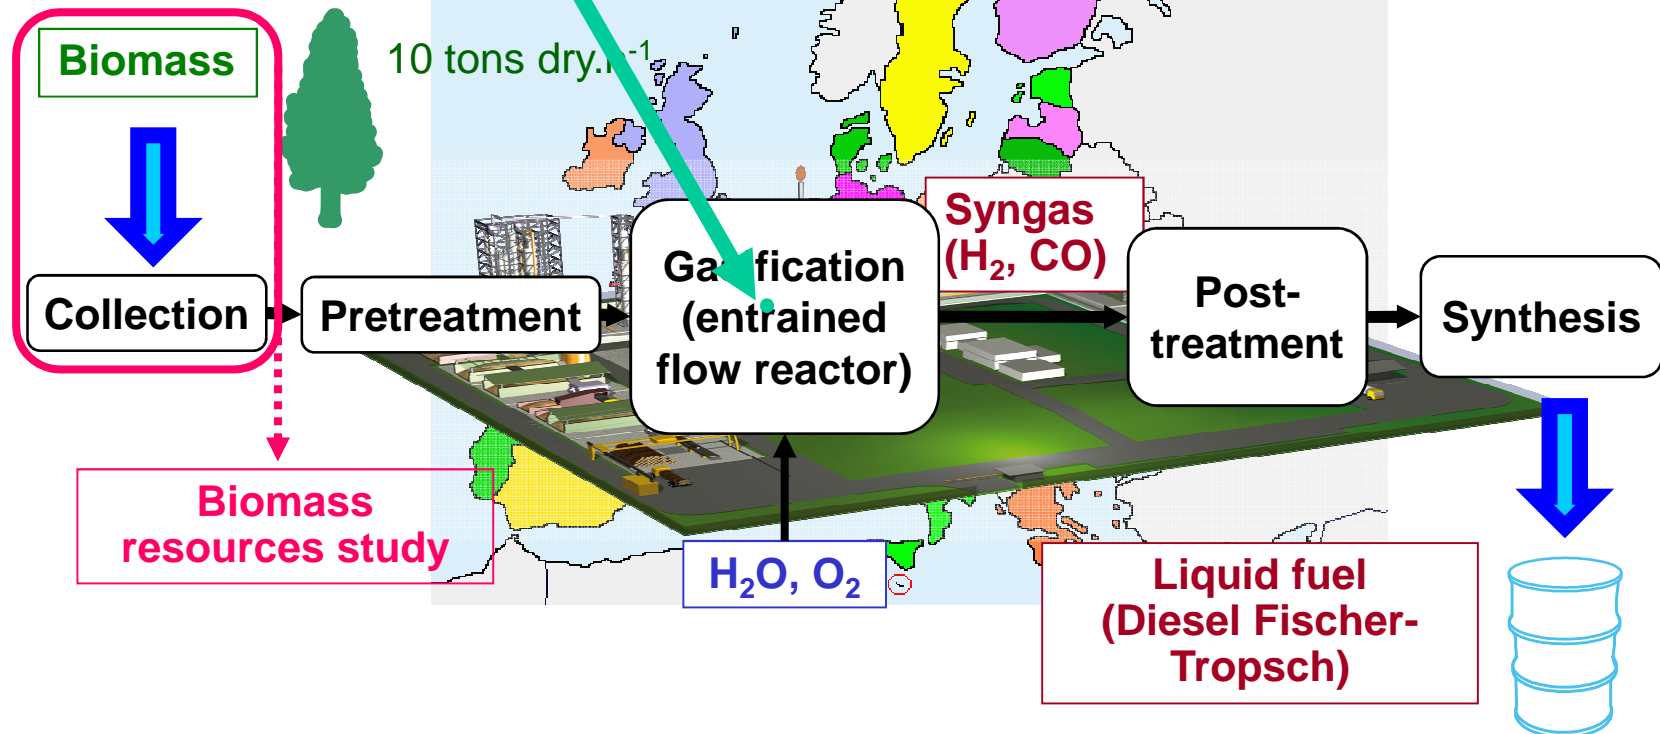 Biomass
10 tons dry.h⁻¹
Collection
Pretreatment
Gasification
(entrained
flow reactor)
Syngas
(H₂, CO)
Post-
treatment
Synthesis
Biomass
resources study
H₂O, O₂
Liquid fuel
(Diesel Fischer-
Tropsch)